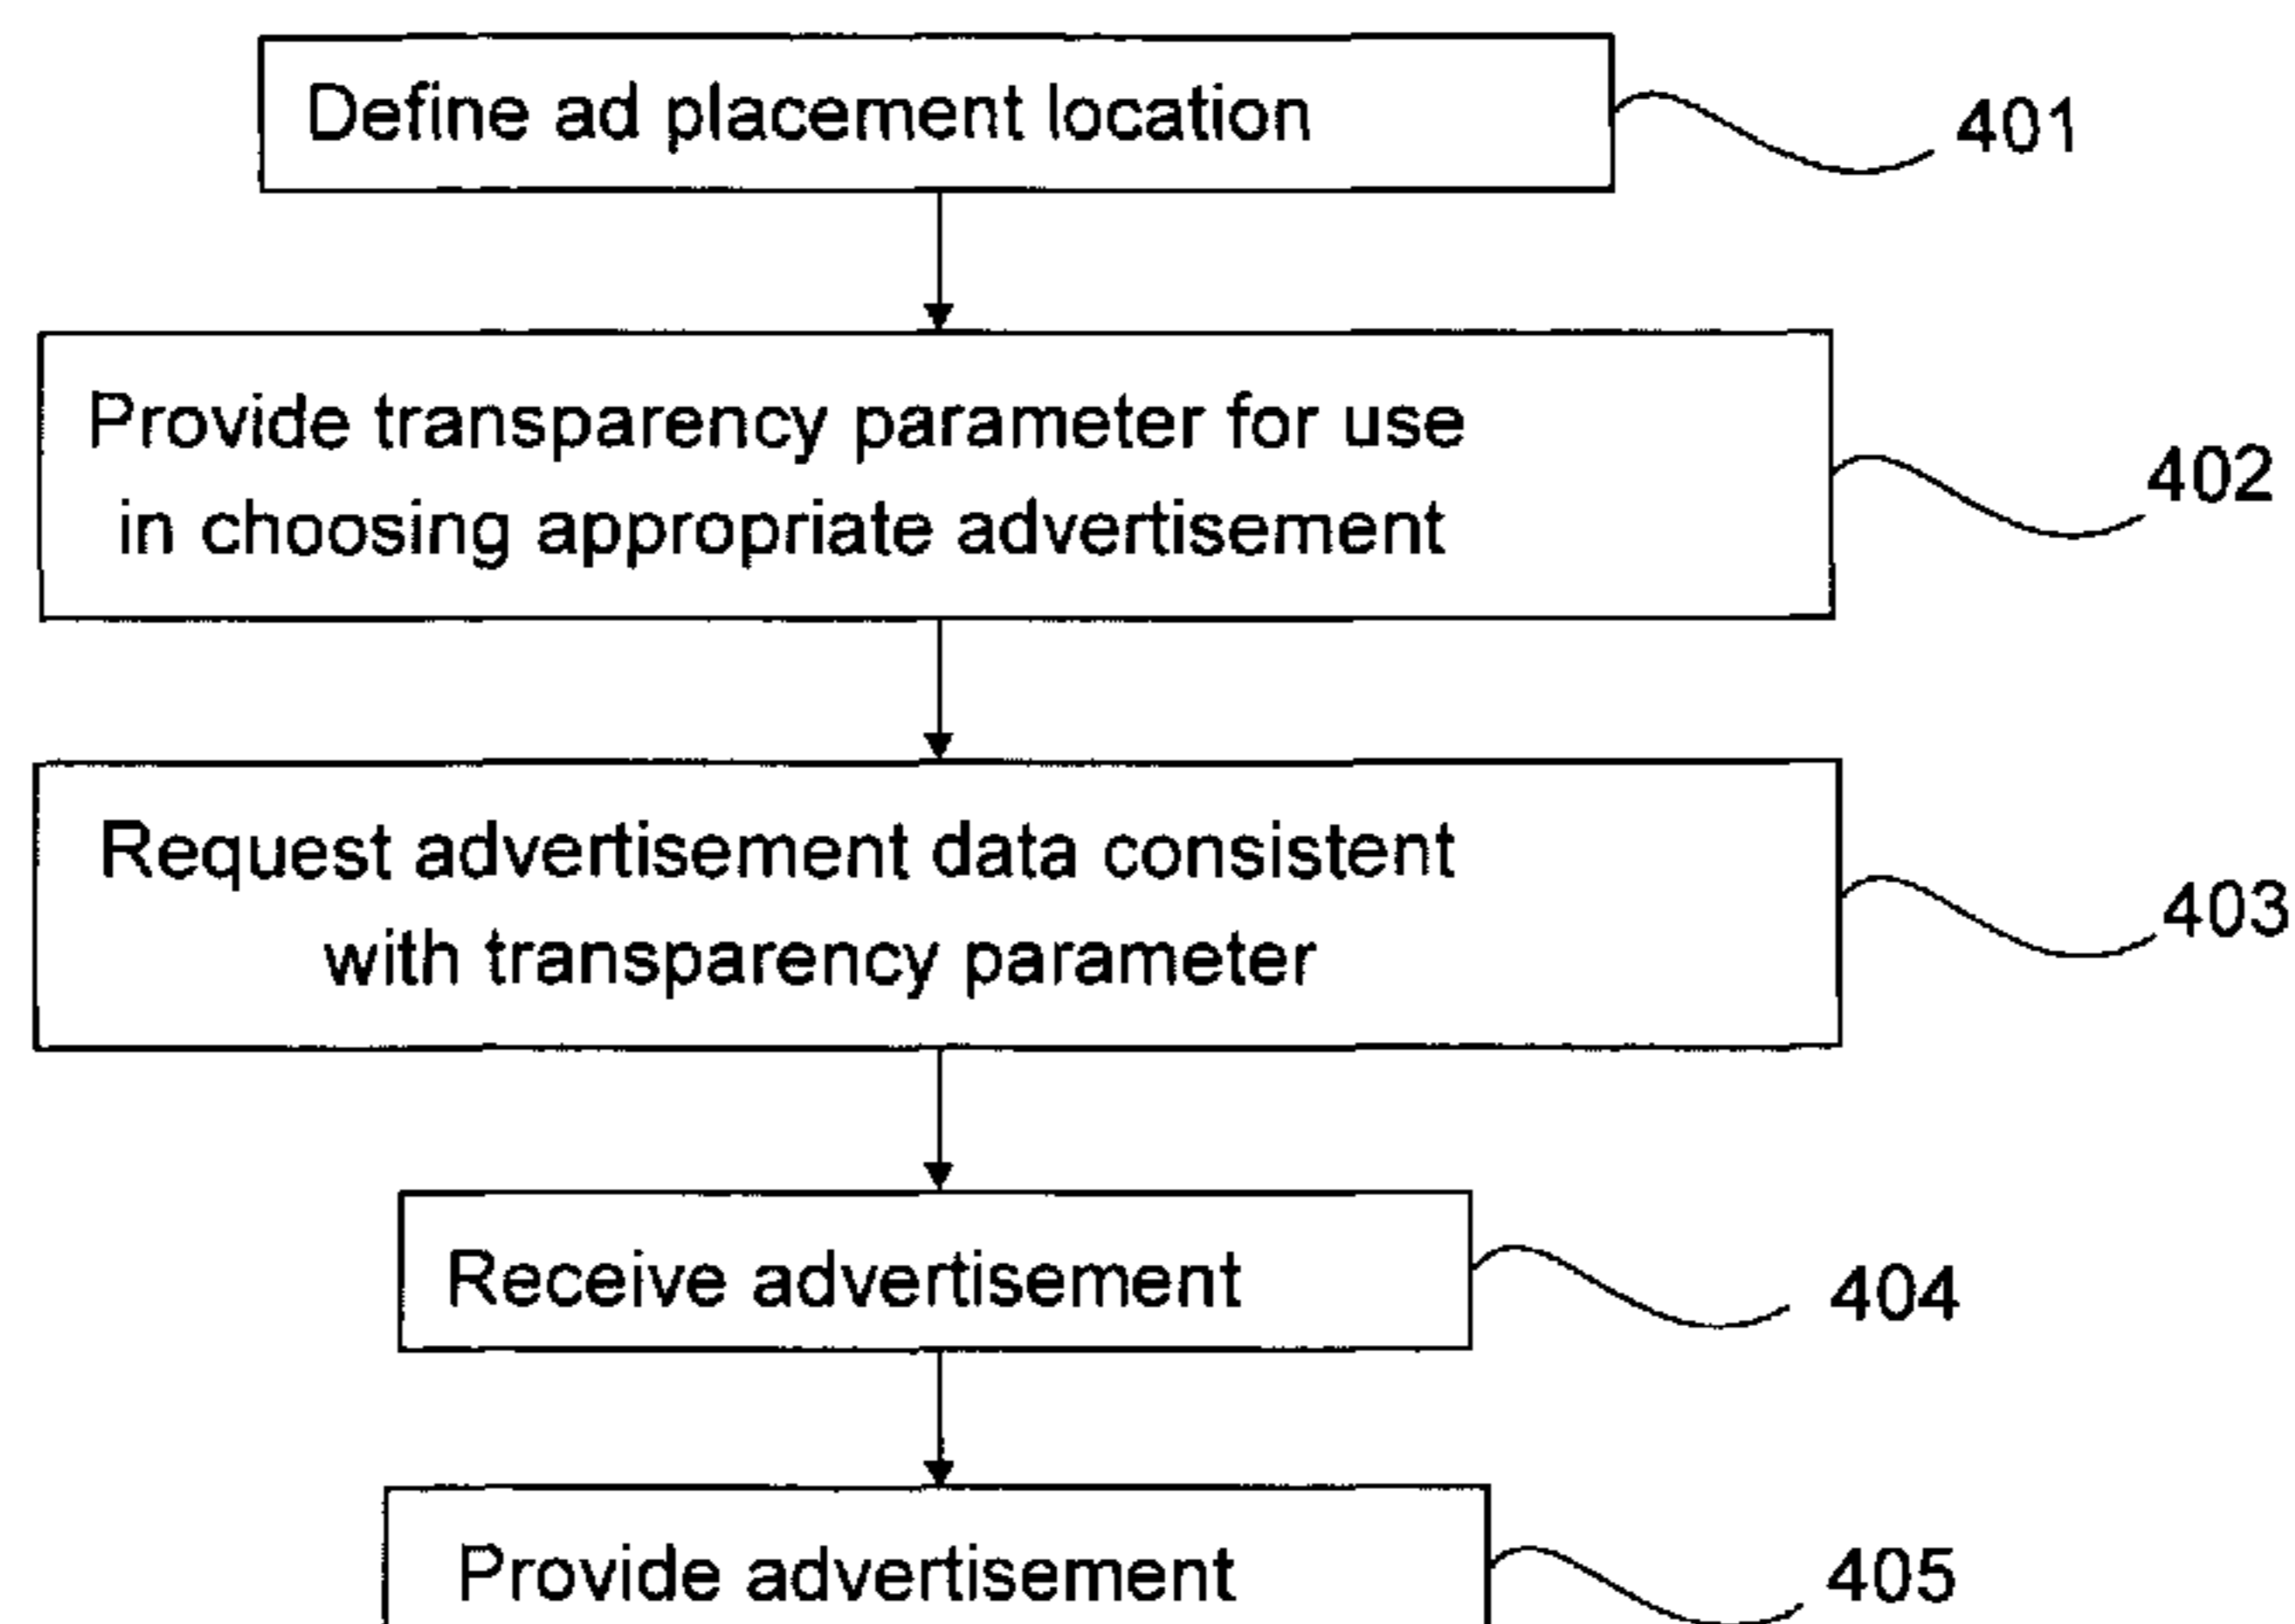 Define ad placement location
401
Provide transparency parameter for use
in choosing appropriate advertisement
402
Request advertisement data consistent
with transparency parameter
403
Receive advertisement
404
Provide advertisement
405